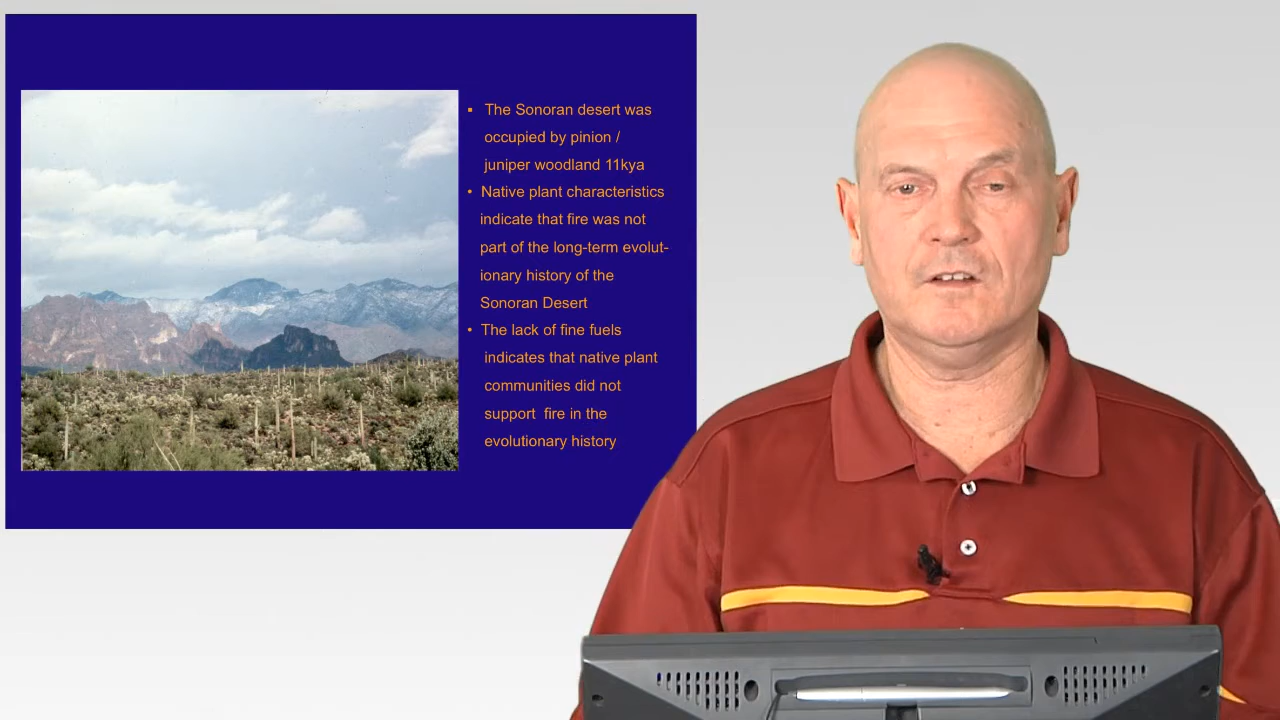 ▪ The Sonoran desert was
occupied by pinion /
juniper woodland 11kya
• Native plant characteristics
indicate that fire was not
part of the long-term evolut-
ionary history of the
Sonoran Desert
• The lack of fine fuels
indicates that native plant
communities did not
support fire in the
evolutionary history